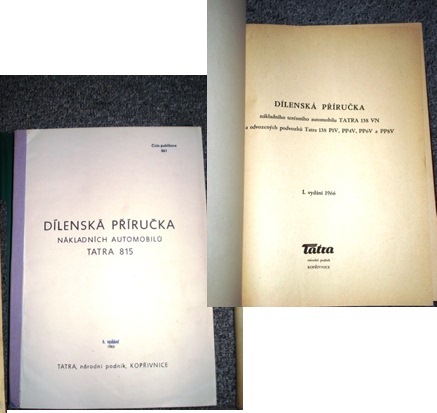 DÍLENSKÁ PŘÍRUČKA
nákladního terénního automobilu TATRA 138 VN
a odvozených podvozků Tatra 138 PIV, PP4V, PP6V a PP8V
I. vydání 1966
Tatra
národní podnik
KOPŘIVNICE
Číslo publikace
DÍLENSKÁ PŘÍRUČKA
NÁKLADNÍCH AUTOMOBILŮ
TATRA 815
vydání
TATRA, národní podnik, KOPŘIVNICE